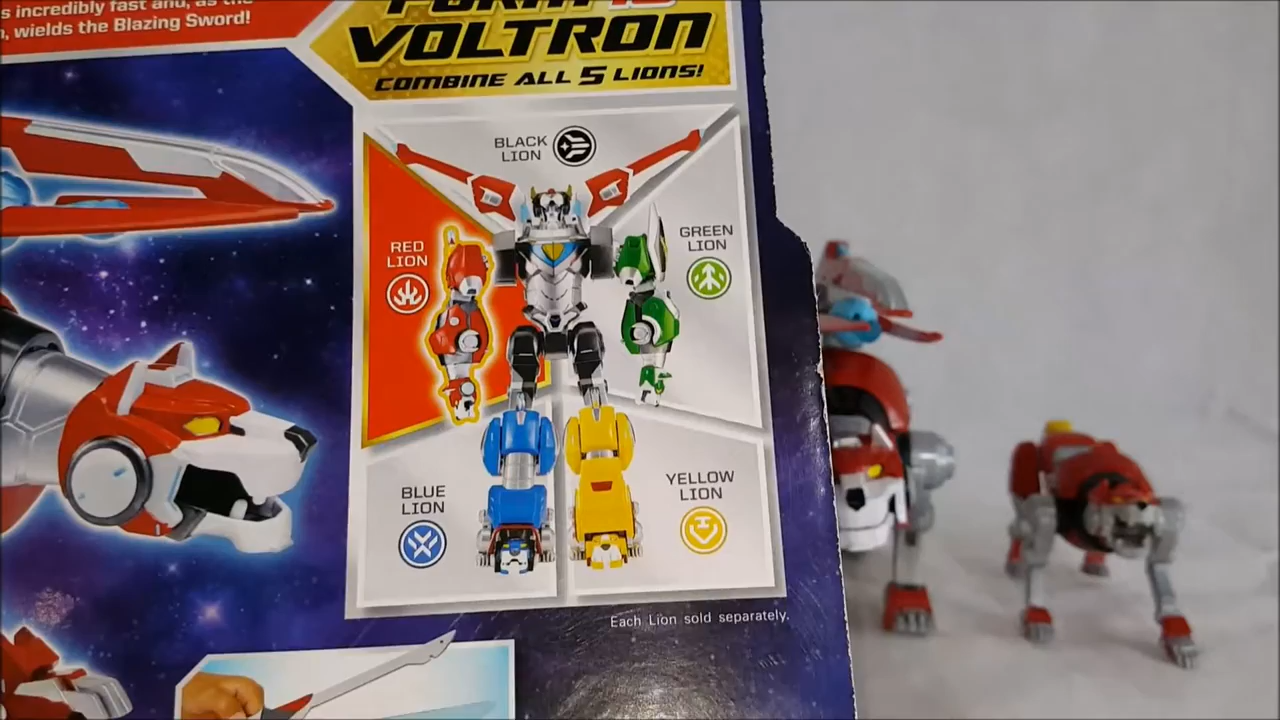 s incredibly fast and, as the
, wields the Blazing Sword!
VOLTRON
COMBINE ALL 5 LIONS!
BLACK
LION
RED
LION
GREEN
LION
BLUE
LION
YELLOW
LION
Each Lion sold separately.